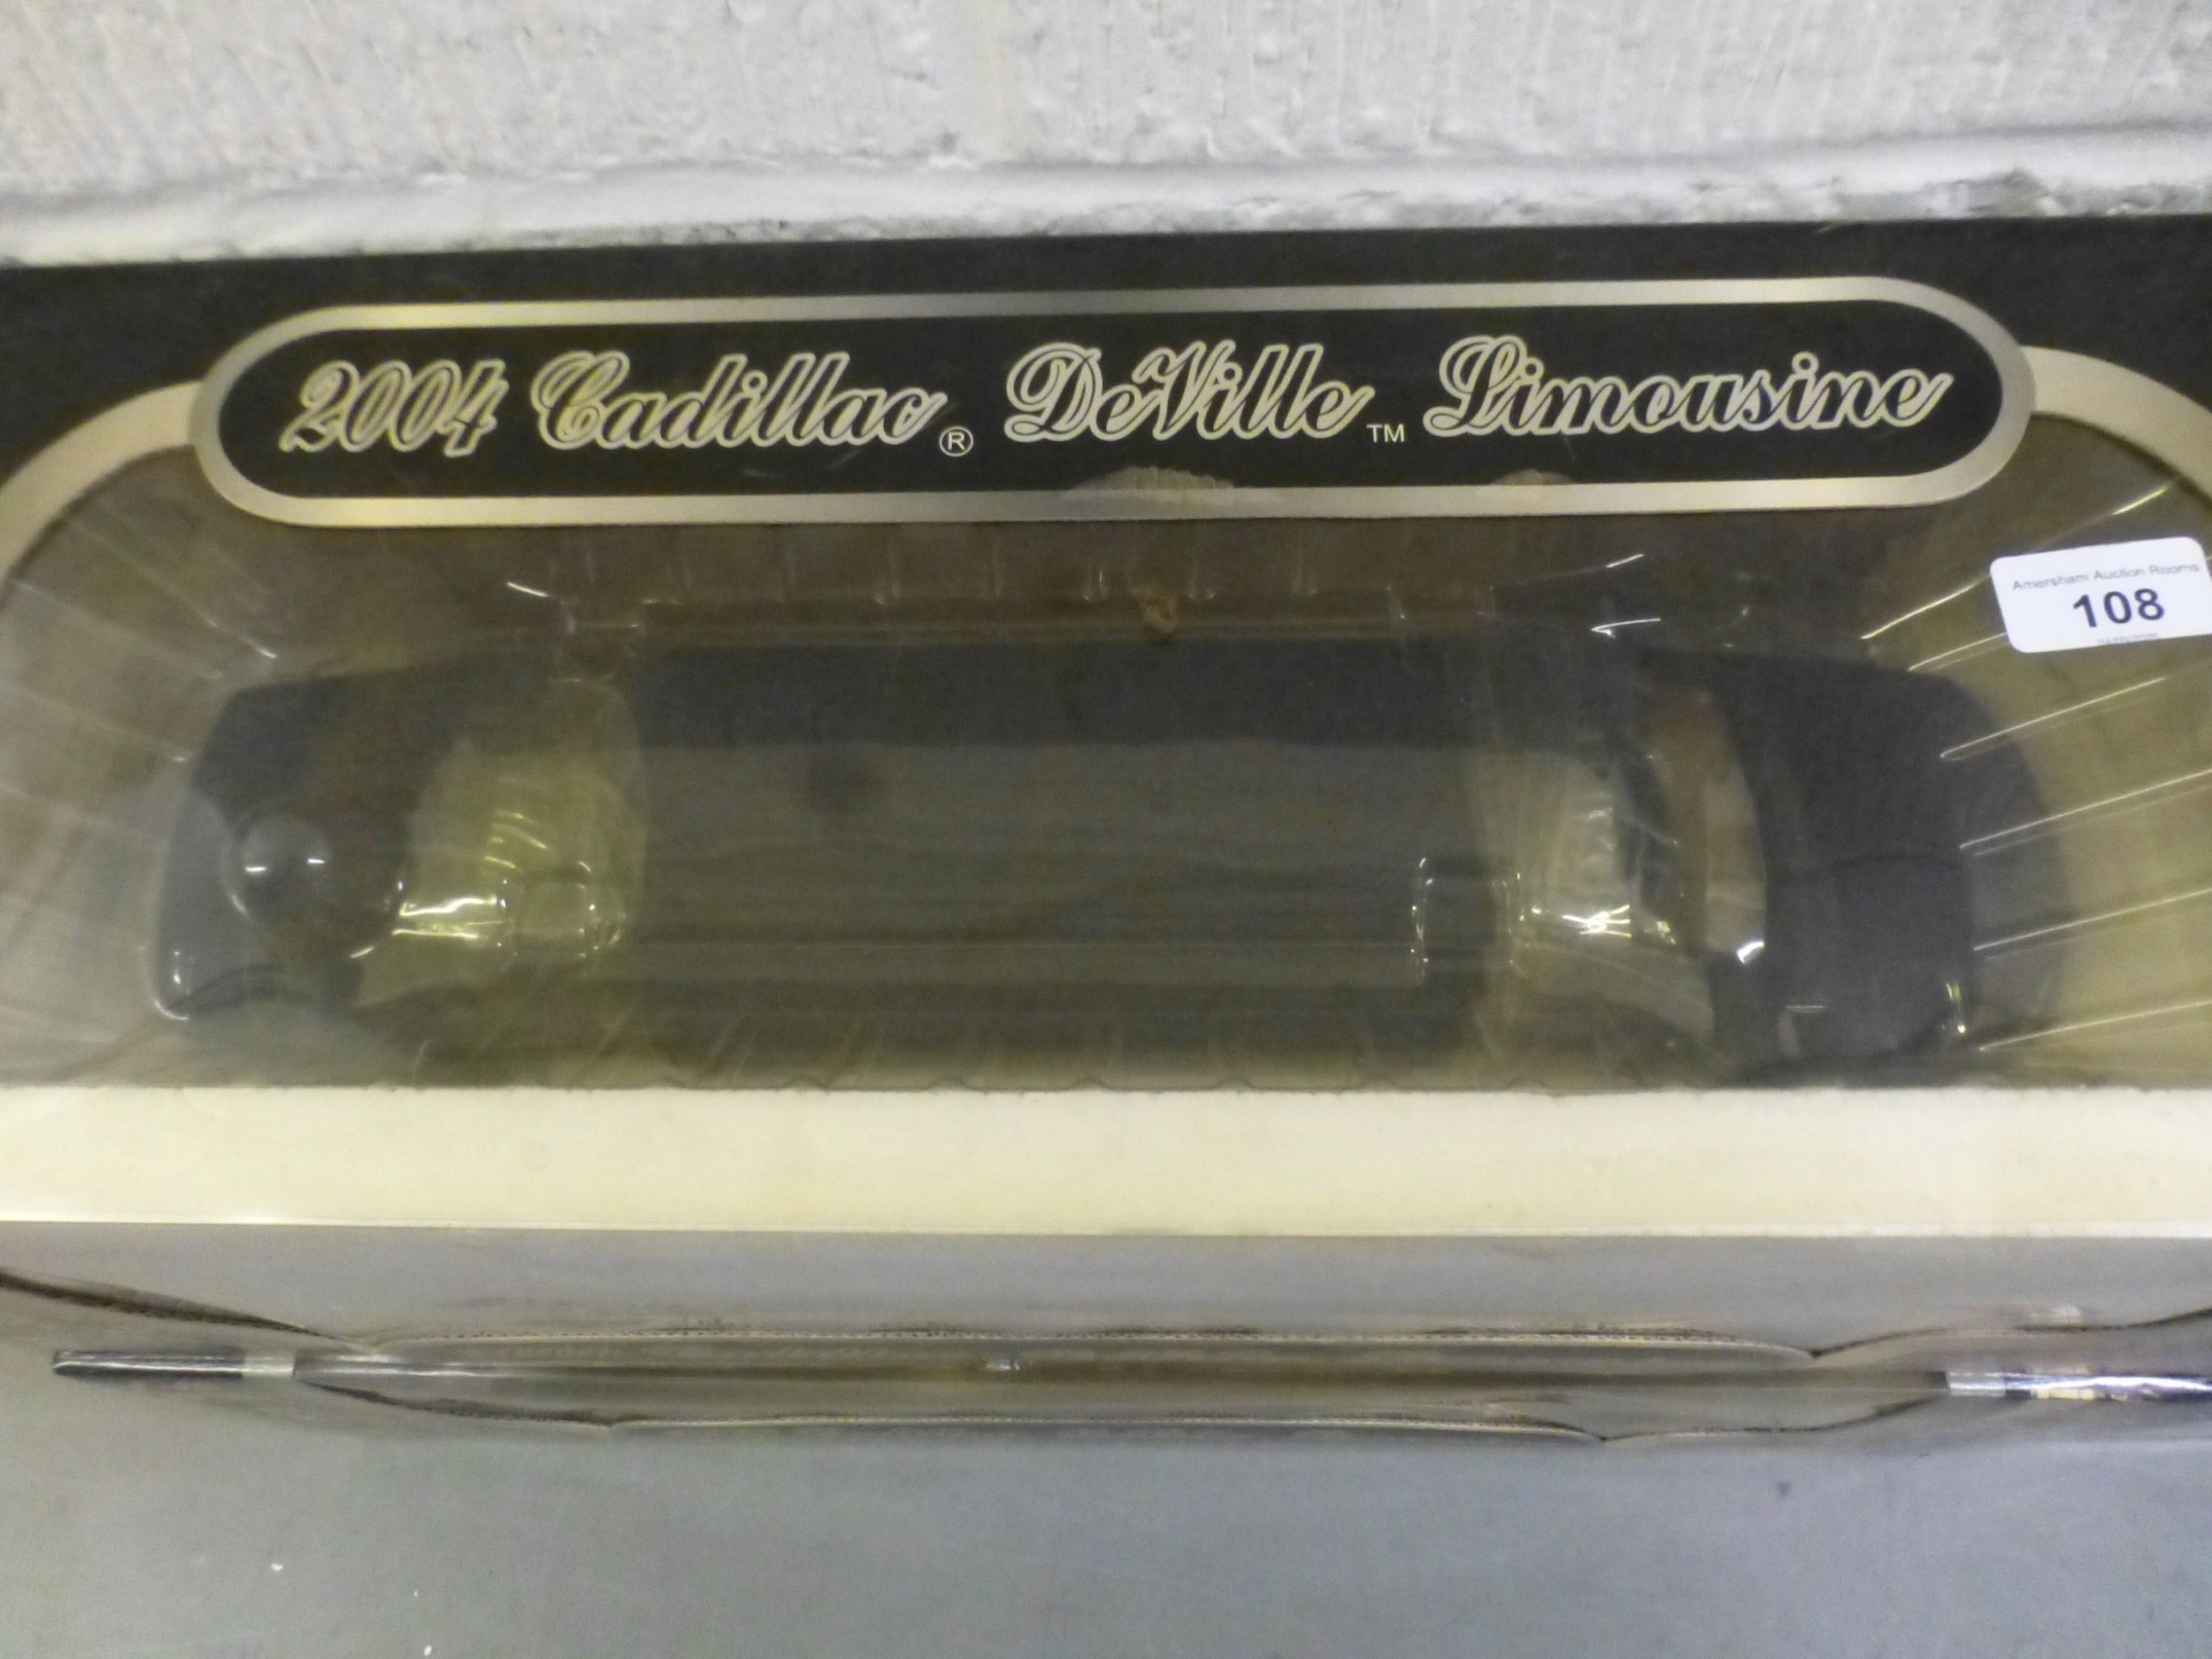 2004 Cadillac® DeVille™ Limousine
Amersham Auction Rooms
108